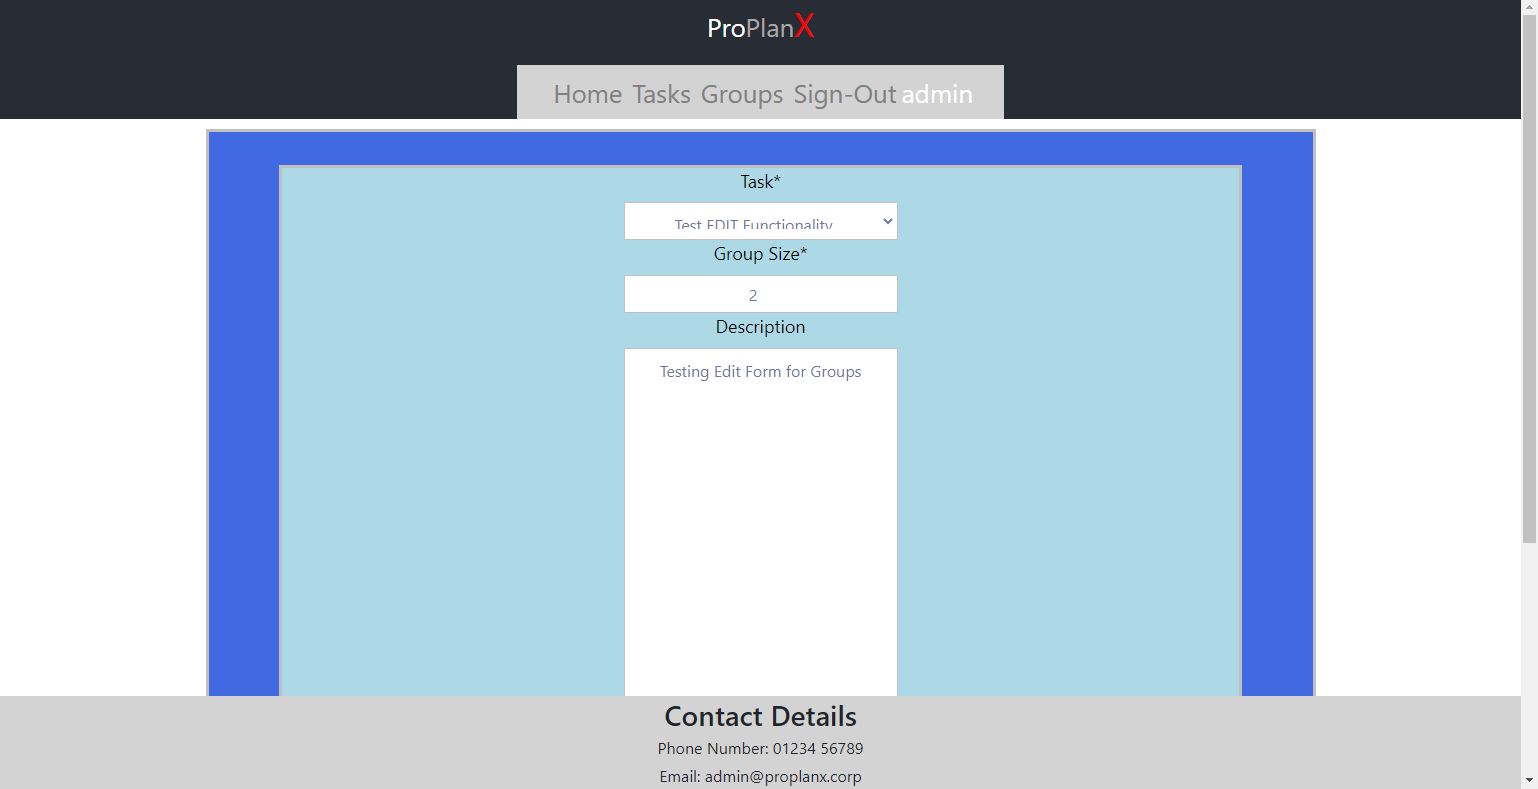 ProPlanX
Home Tasks Groups Sign-Out admin
Task*
Test EDIT Functionality
Group Size*
2
Description
Testing Edit Form for Groups
Contact Details
Phone Number: 01234 56789
Email: admin@proplanx.corp